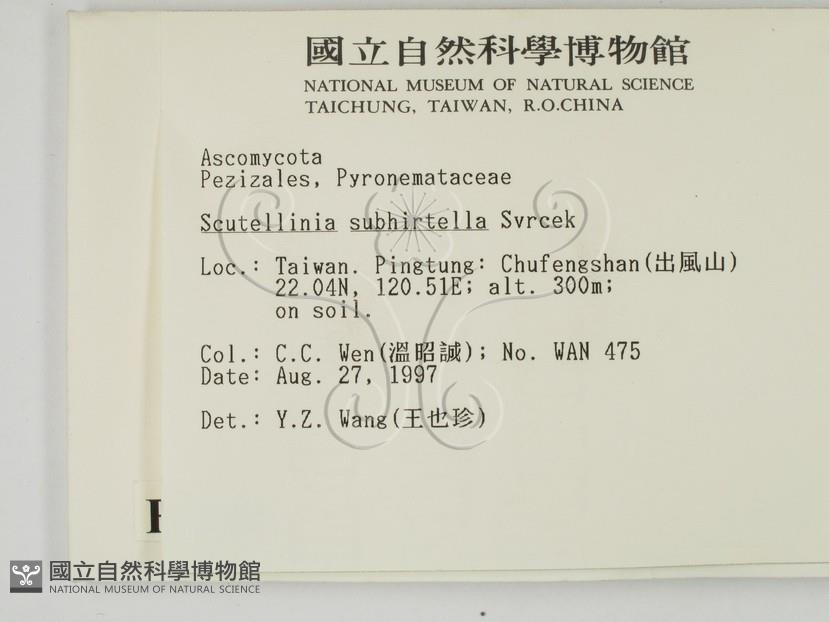 國立自然科學博物館
NATIONAL MUSEUM OF NATURAL SCIENCE
TAICHUNG, TAIWAN, R.O.CHINA
Ascomycota
Pezizales, Pyronemataceae
Scutellinia subhirtella Svrcek
Loc.: Taiwan. Pingtung: Chufengshan(出風山)
22.04N, 120.51E; alt. 300m;
on soil.
Col.: C.C. Wen(溫昭誠); No. WAN 475
Date: Aug. 27, 1997
Det.: Y.Z. Wang(王也珍)
國立自然科學博物館
NATIONAL MUSEUM OF NATURAL SCIENCE